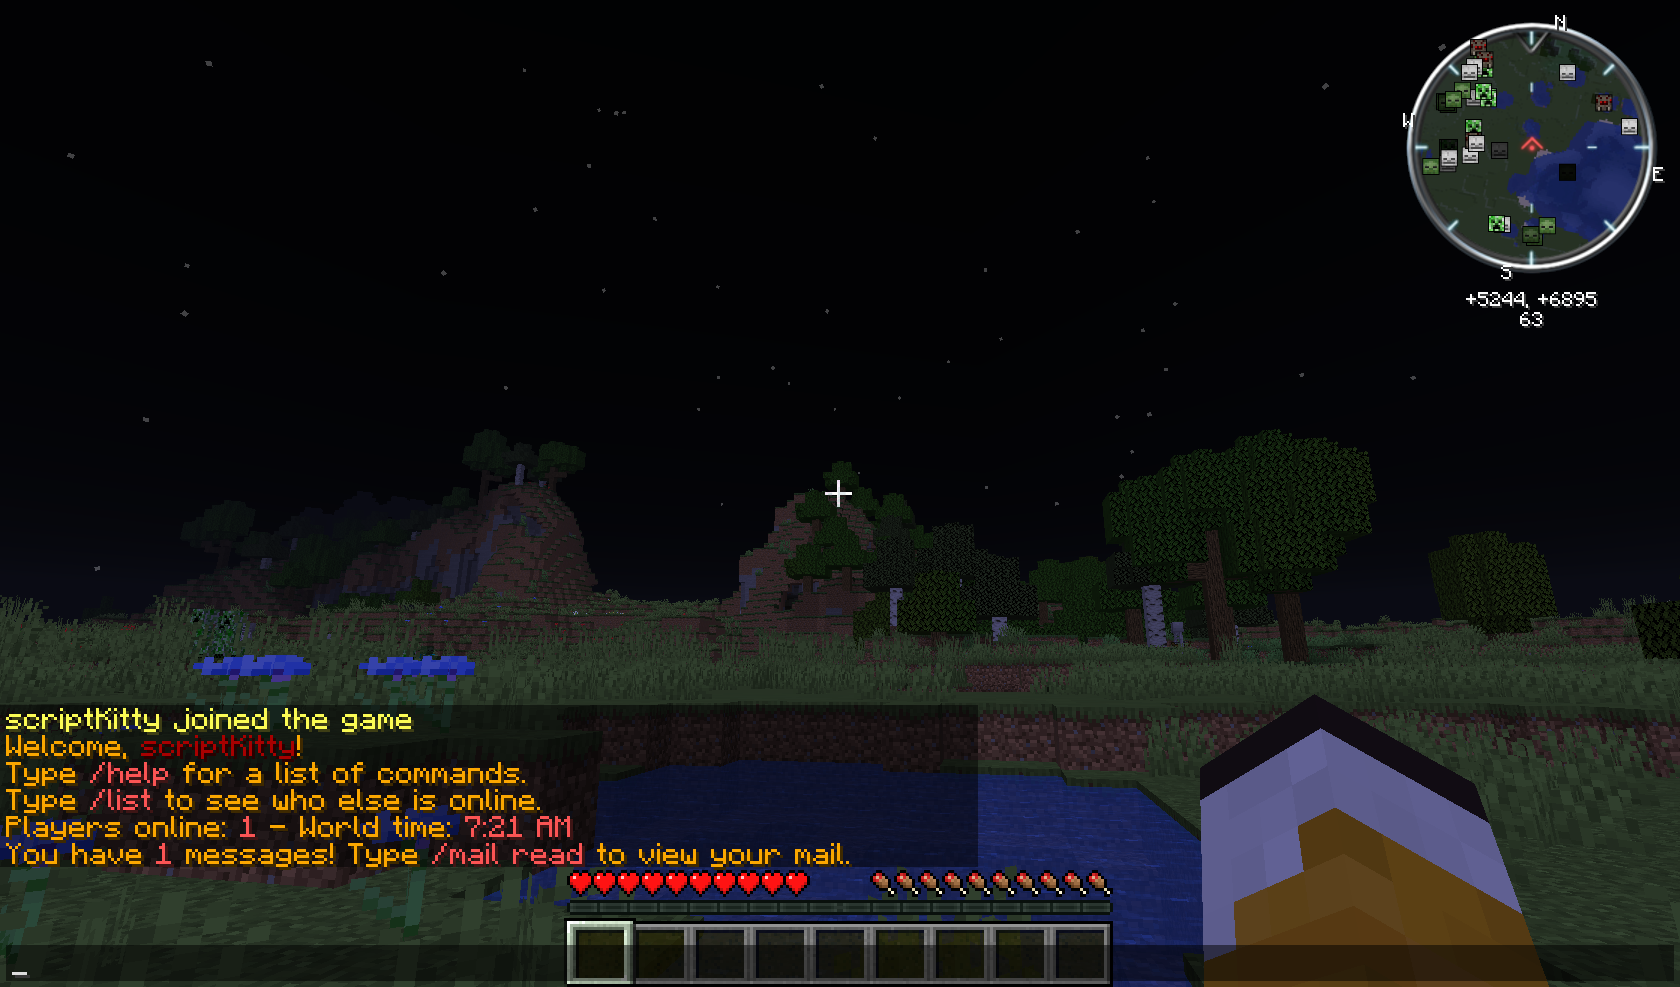 N
W
E
S
+5244, +6895
63
scriptKitty joined the game
Welcome, scriptKitty!
Type /help for a list of commands.
Type /list to see who else is online.
Players online: 1 - World time: 7:21 AM
You have 1 messages! Type /mail read to view your mail.
_